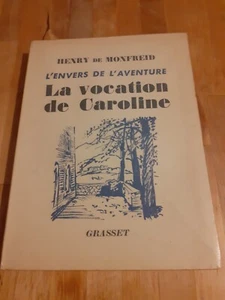 HENRY DE MONFREID
L'ENVERS DE L'AVENTURE
La vocation
de Caroline
GRASSET